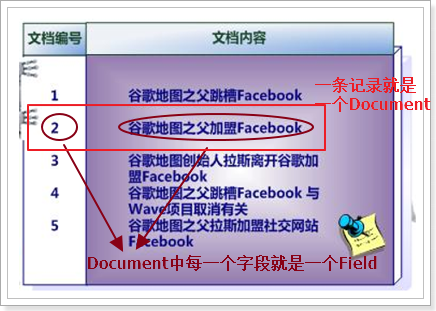 文档编号 文档内容
1 谷歌地图之父跳槽Facebook
一条记录就是
一个Document
2 谷歌地图之父加盟Facebook
3 谷歌地图创始人拉斯离开谷歌加
盟Facebook
4 谷歌地图之父跳槽Facebook 与
Wave项目取消有关
5 谷歌地图之父拉斯加盟社交网站
Facebook
Document中每一个字段就是一个Field